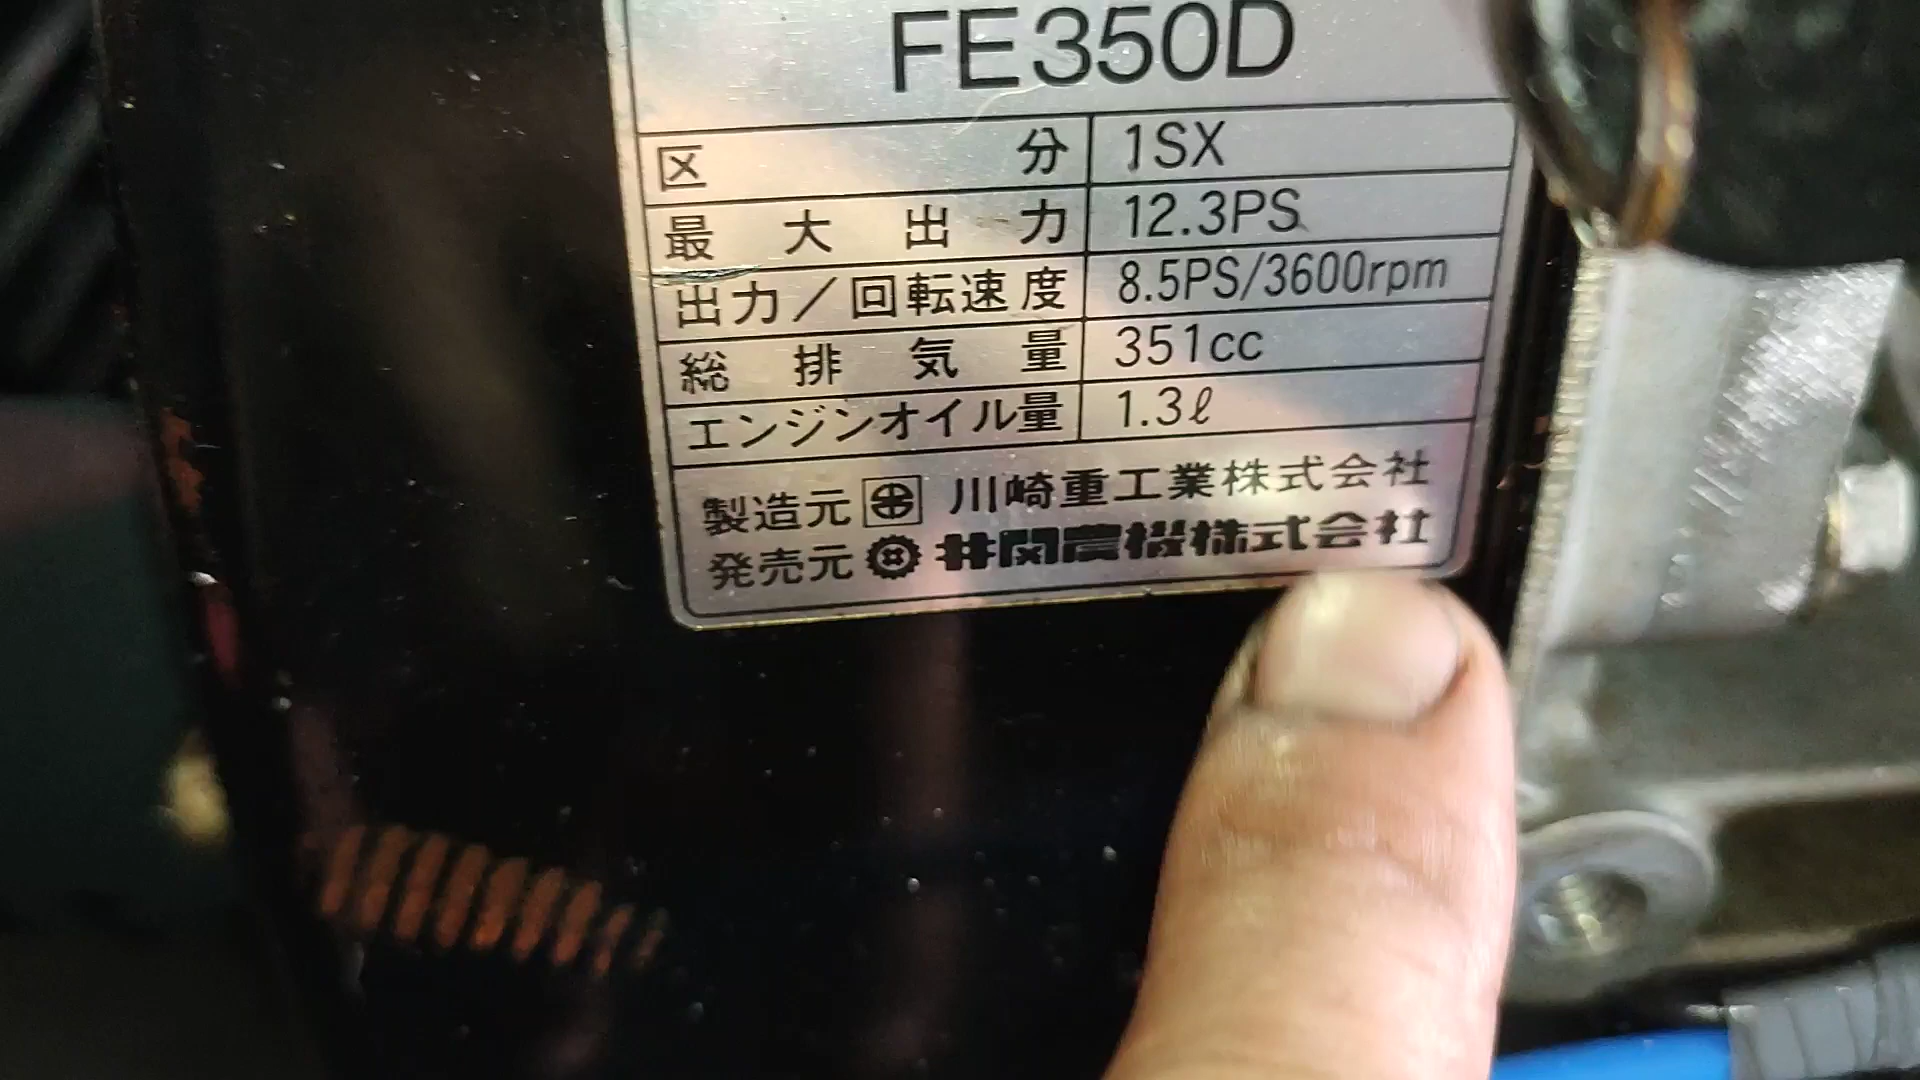 FE350D
区分 1SX
最大出力 12.3PS
出力／回転速度 8.5PS/3600rpm
総排気量 351cc
エンジンオイル量 1.3ℓ
製造元 川崎重工業株式会社
発売元 井関農機株式会社